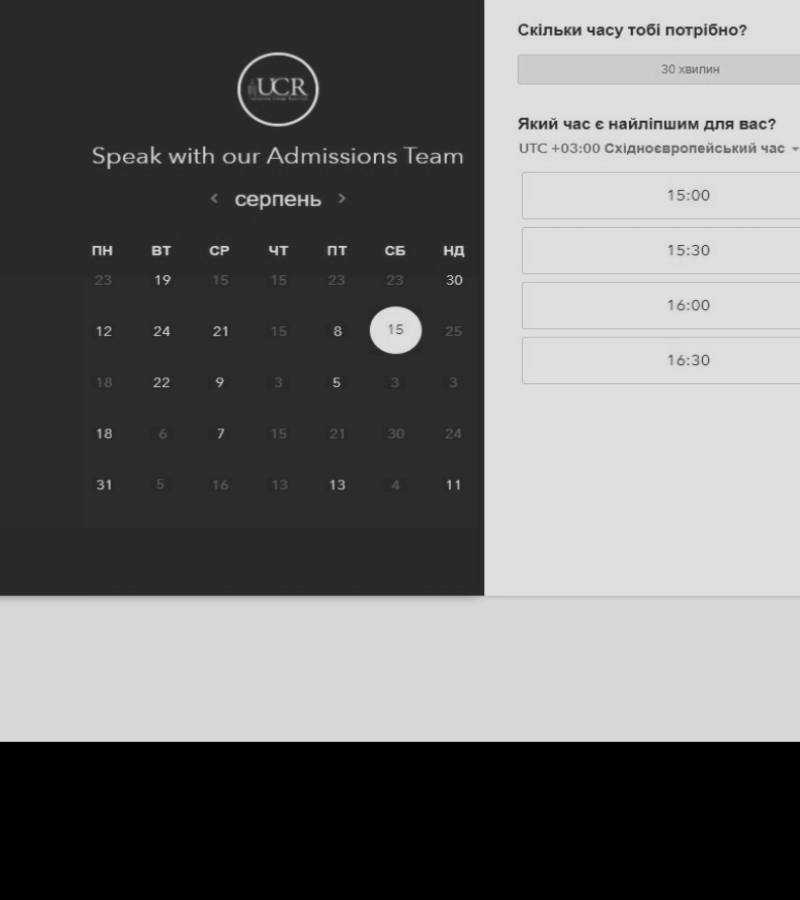 UCR
Speak with our Admissions Team
серпень
ПН ВТ СР ЧТ ПТ СБ НД
23 19 15 15 23 23 30
12 24 21 15 8 15 25
18 22 9 3 5 3 3
18 6 7 15 21 30 24
31 5 16 13 13 4 11
Скільки часу тобі потрібно?
30 хвилин
Який час є найліпшим для вас?
UTC +03:00 Східноєвропейський час
15:00
15:30
16:00
16:30